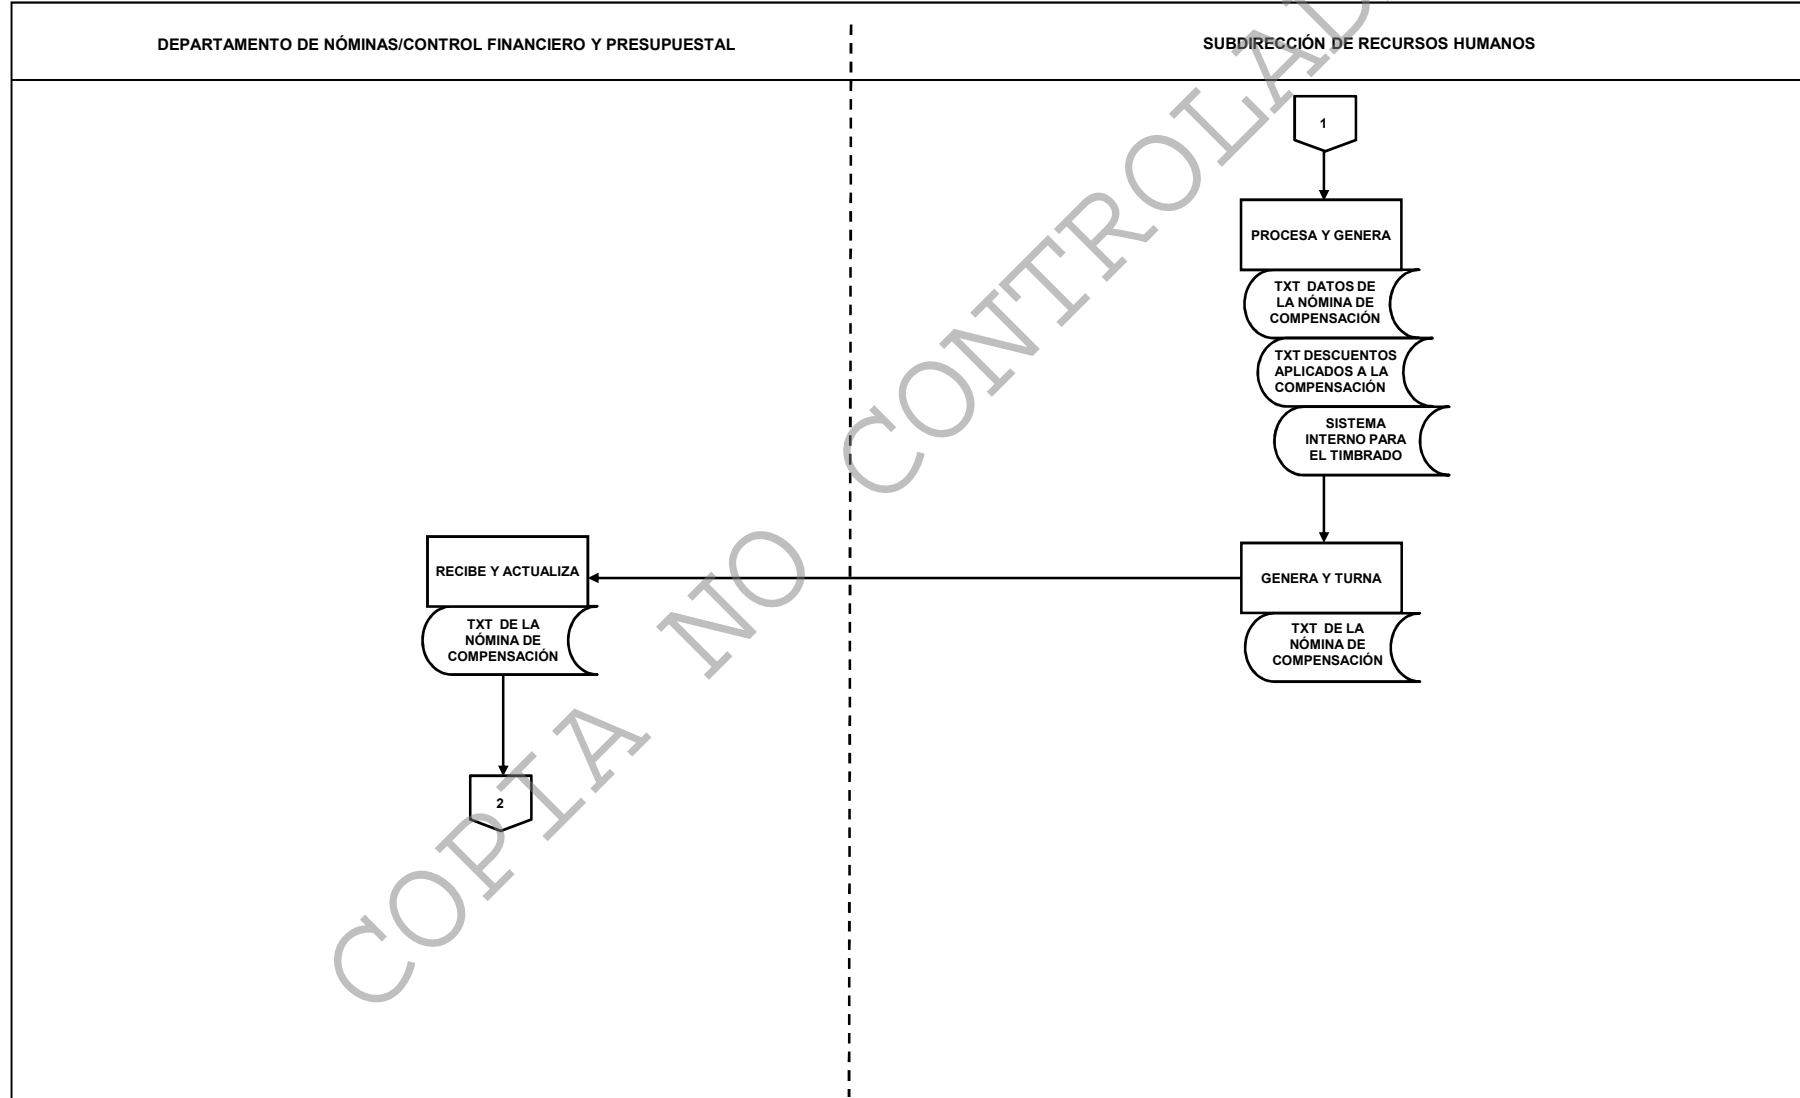 DEPARTAMENTO DE NÓMINAS/CONTROL FINANCIERO Y PRESUPUESTAL
SUBDIRECCIÓN DE RECURSOS HUMANOS
1
PROCESA Y GENERA
TXT DATOS DE
LA NÓMINA DE
COMPENSACIÓN
TXT DESCUENTOS
APLICADOS A LA
COMPENSACIÓN
SISTEMA
INTERNO PARA
EL TIMBRADO
GENERA Y TURNA
TXT DE LA
NÓMINA DE
COMPENSACIÓN
RECIBE Y ACTUALIZA
TXT DE LA
NÓMINA DE
COMPENSACIÓN
2
COPIA NO CONTROLAD